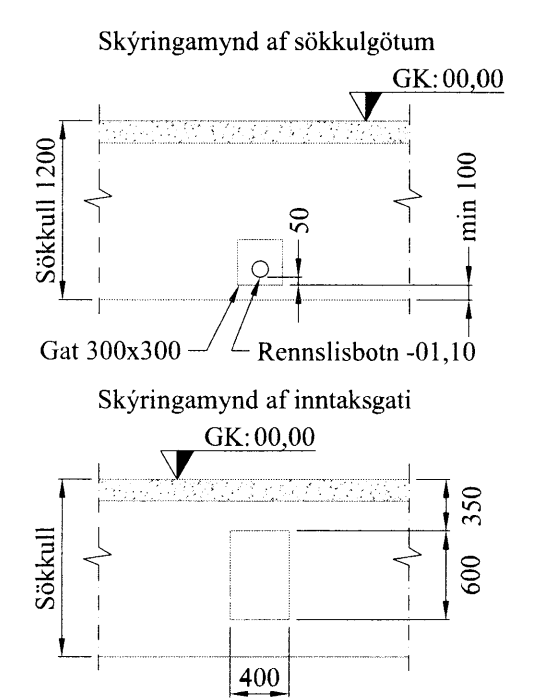 Skýringamynd af sökkulgötum
GK: 00,00
Sökkull 1200
50
min 100
Gat 300x300
Rennslisbotn -01,10
Skýringamynd af inntaksgati
GK: 00,00
Sökkull
350
600
400